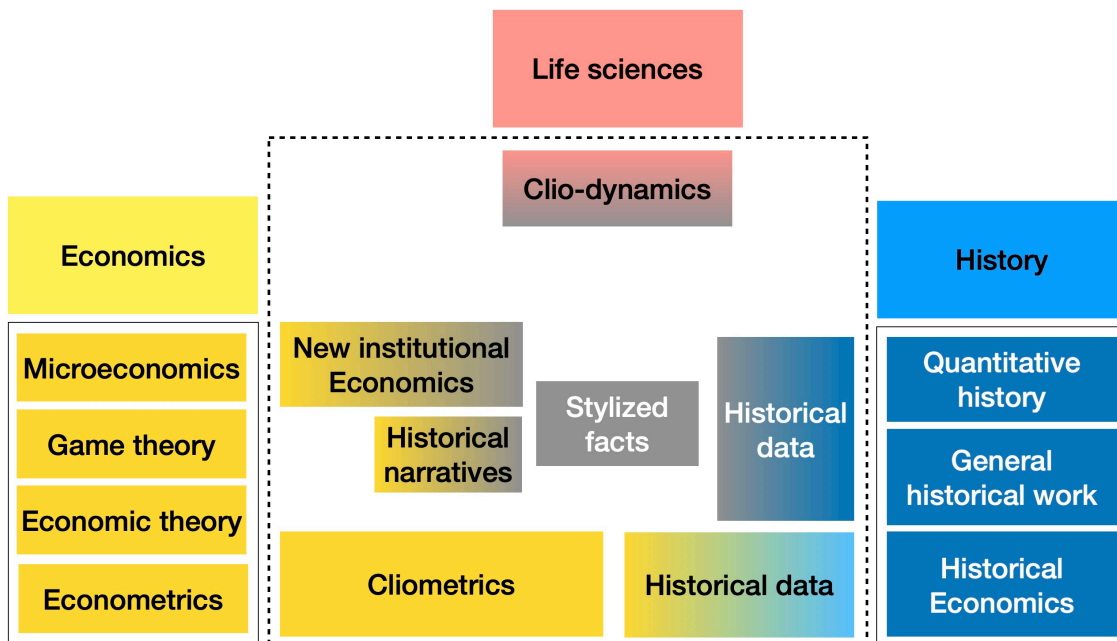 Life sciences
Clio-dynamics
Economics
History
Microeconomics
Game theory
Economic theory
Econometrics
New institutional
Economics
Historical
narratives
Stylized
facts
Historical
data
Cliometrics
Historical data
Quantitative
history
General
historical work
Historical
Economics